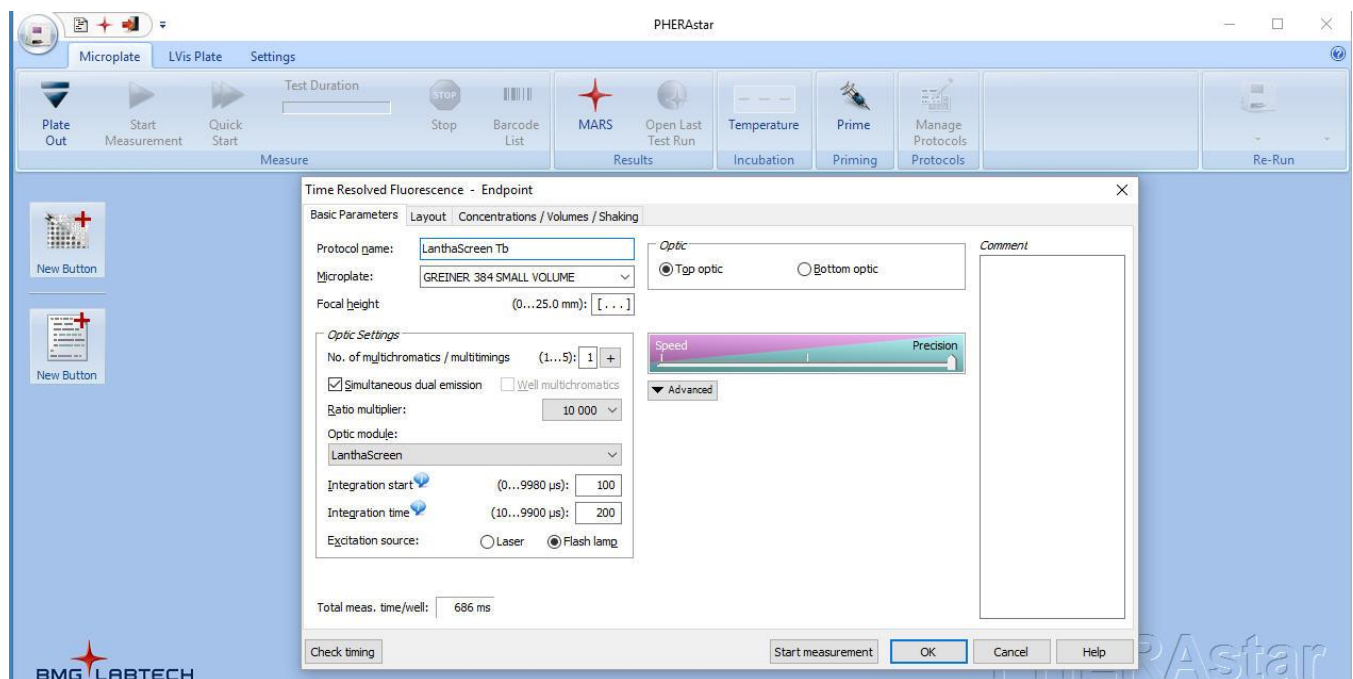 PHERAstar
Microplate LVis Plate Settings
Plate Out
Start Measurement
Quick Start
Test Duration
STOP
Stop
Barcode List
MARS
Open Last Test Run
Temperature
Prime
Manage Protocols
Measure
Results
Incubation
Priming
Protocols
Re-Run
New Button
New Button
Time Resolved Fluorescence - Endpoint
Basic Parameters Layout Concentrations / Volumes / Shaking
Protocol name: LanthaScreen Tb
Microplate: GREINER 384 SMALL VOLUME
Focal height (0...25.0 mm): [...]
Optic Settings
No. of multichromatics / multitimings (1...5): 1 +
Simultaneous dual emission Well multichromatics
Ratio multiplier: 10 000
Optic module:
LanthaScreen
Integration start (0...9980 µs): 100
Integration time (10...9900 µs): 200
Excitation source: Laser Flash lamp
Total meas. time/well: 686 ms
Optic
Top optic Bottom optic
Speed Precision
Advanced
Comment
Check timing Start measurement OK Cancel Help
BMG LABTECH
PHERAstar